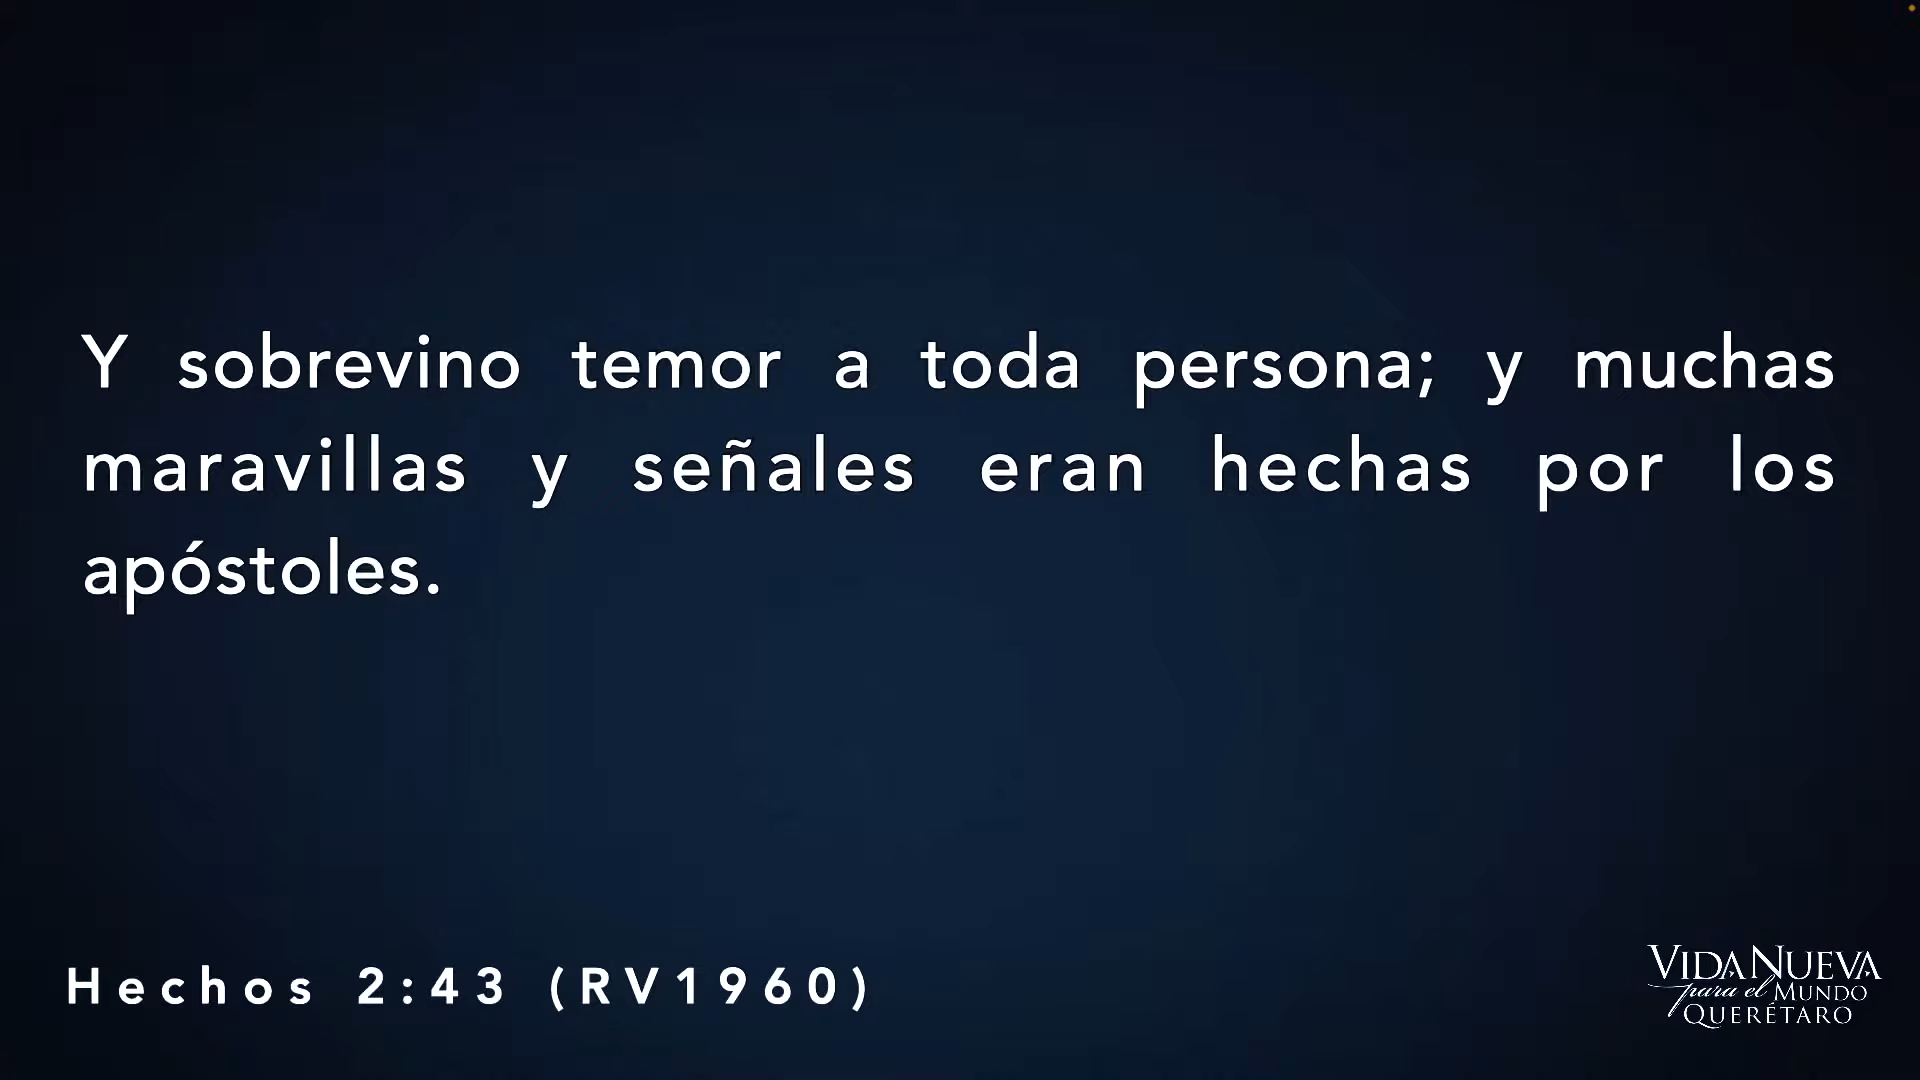 Y sobrevino temor a toda persona; y muchas
maravillas y señales eran hechas por los
apóstoles.
Hechos 2:43 (RV1960)
VIDA NUEVA
para el MUNDO
QUERÉTARO